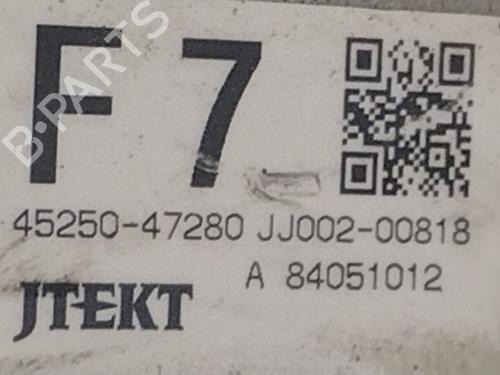 F 7
45250-47280 JJ002-00818
A 84051012
JTEKT
B-PARTS